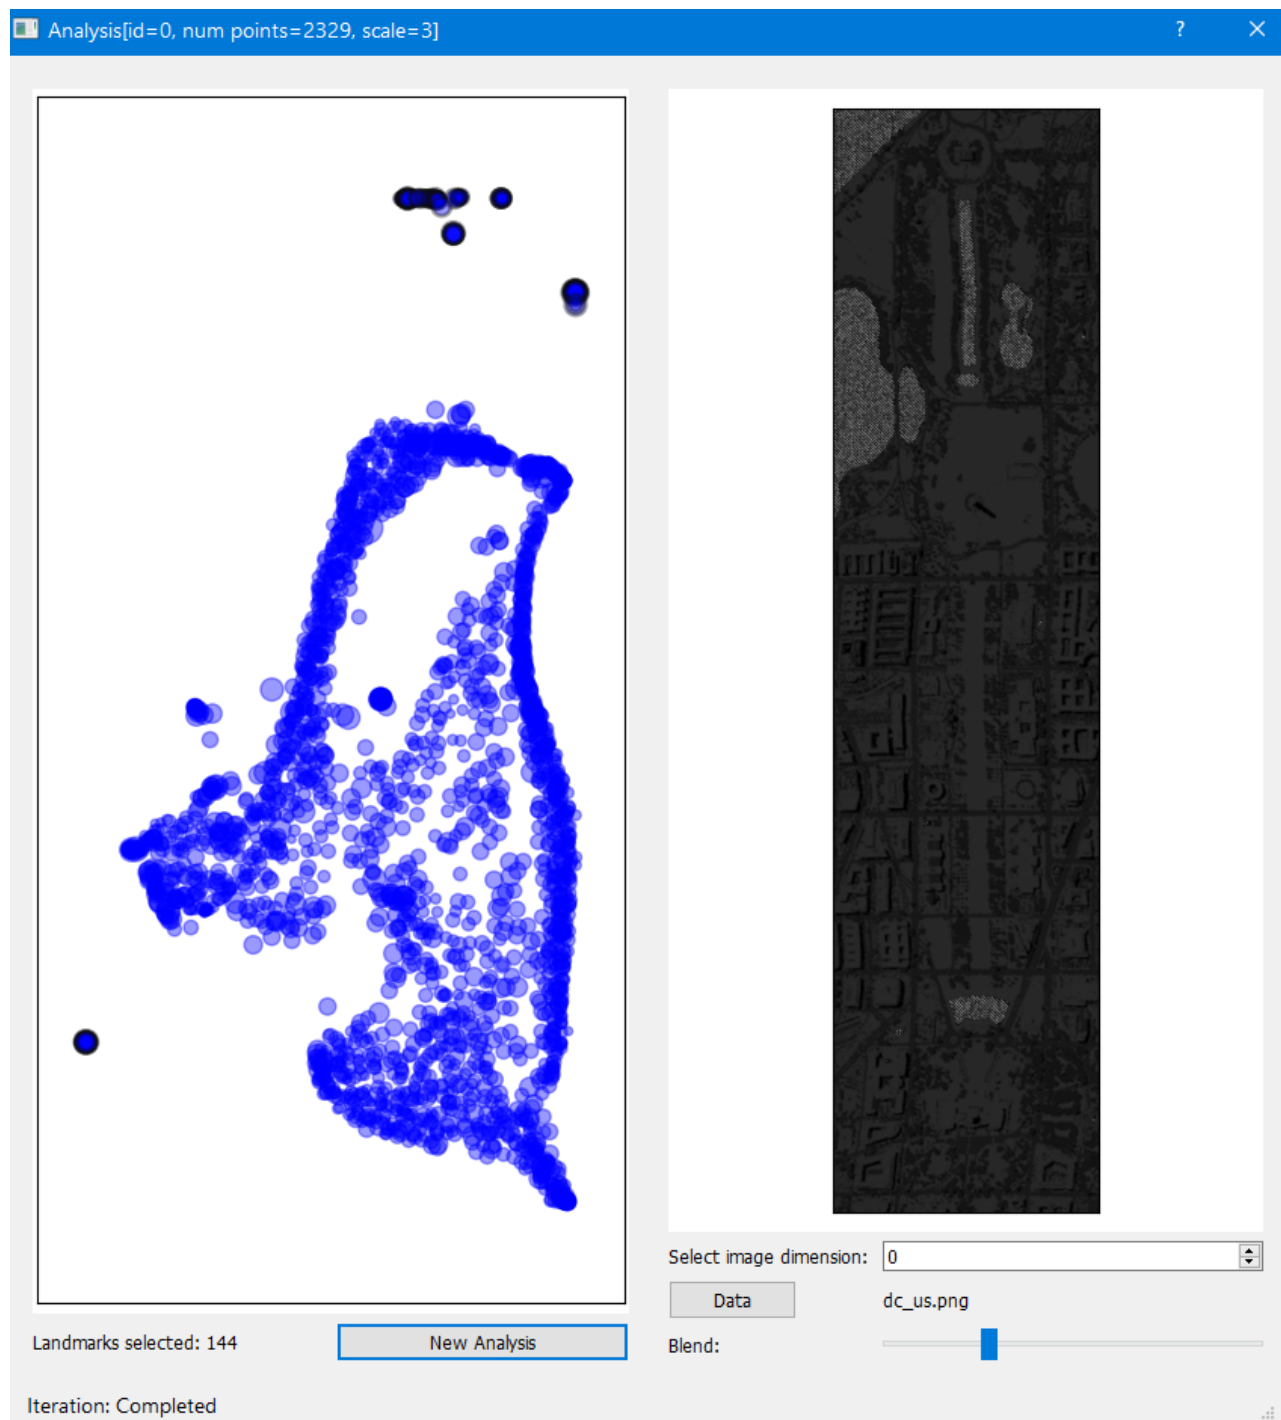 Analysis[id=0, num points=2329, scale=3]
?
Select image dimension: 0
Data dc_us.png
Landmarks selected: 144 New Analysis
Blend:
Iteration: Completed